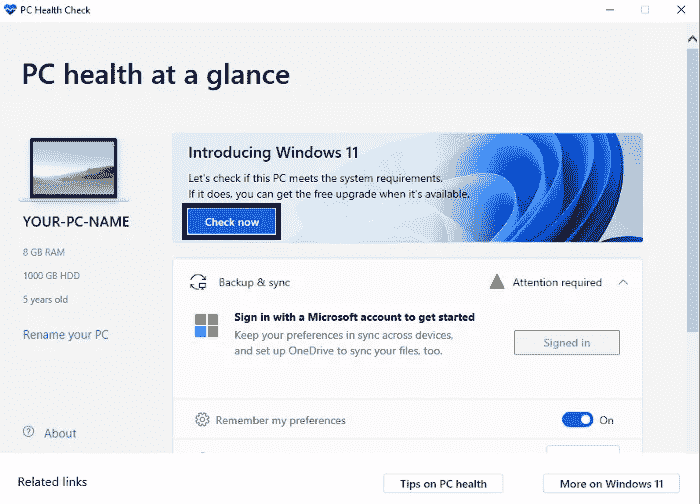 PC Health Check
PC health at a glance
YOUR-PC-NAME
8 GB RAM
1000 GB HDD
5 years old
Rename your PC
About
Introducing Windows 11
Let's check if this PC meets the system requirements.
If it does, you can get the free upgrade when it's available.
Check now
Backup & sync
Attention required
Sign in with a Microsoft account to get started
Keep your preferences in sync across devices,
and set up OneDrive to sync your files, too.
Signed in
Remember my preferences
On
Related links
Tips on PC health
More on Windows 11